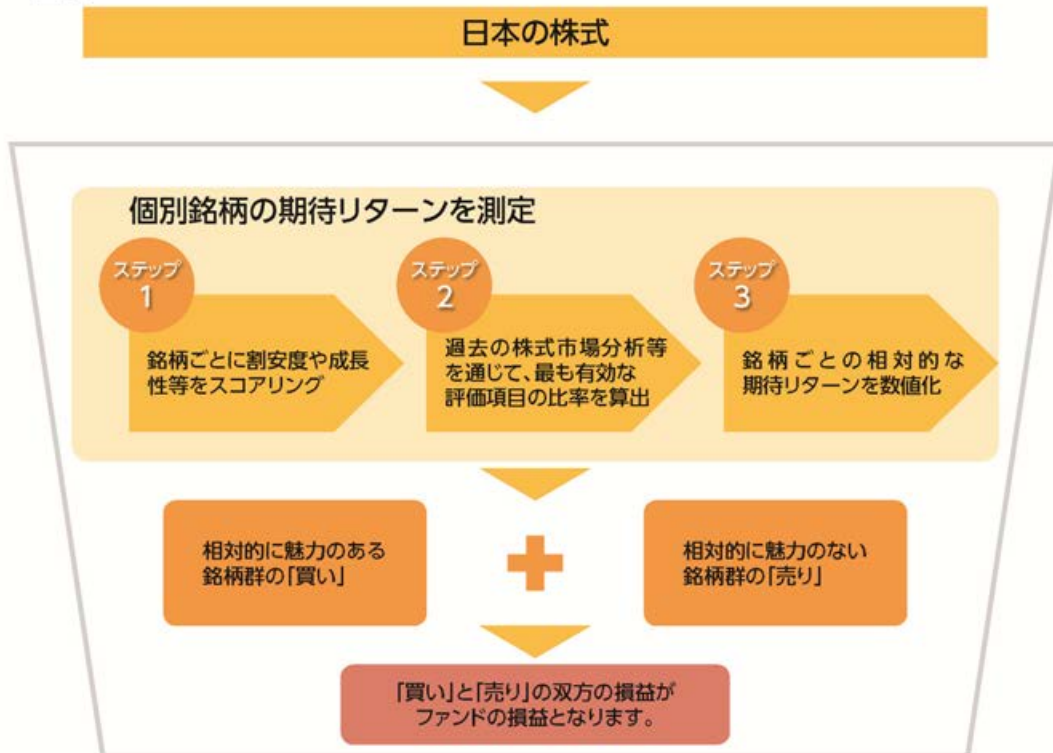 日本の株式
個別銘柄の期待リターンを測定
ステップ
1
銘柄ごとに割安度や成長
性等をスコアリング
ステップ
2
過去の株式市場分析等
を通じて、最も有効な
評価項目の比率を算出
ステップ
3
銘柄ごとの相対的な
期待リターンを数値化
相対的に魅力のある
銘柄群の「買い」
相対的に魅力のない
銘柄群の「売り」
「買い」と「売り」の双方の損益が
ファンドの損益となります。